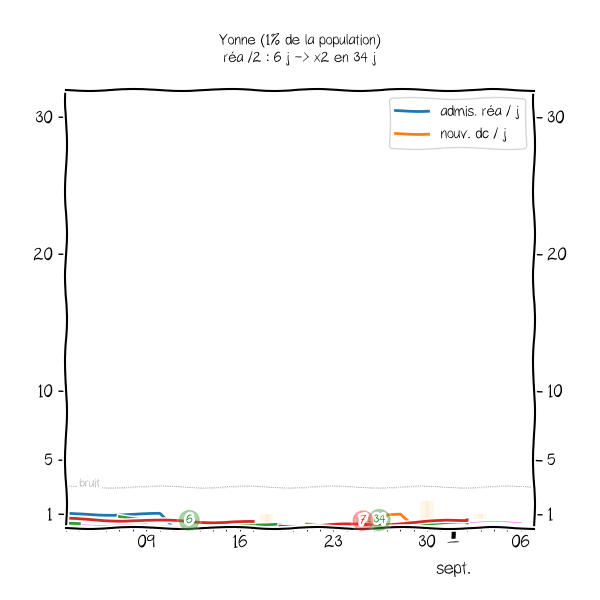 Yonne (1% de la population)
réa /2 : 6 j -> x2 en 34 j
admis. réa / j
nouv. dc / j
30 30
20 20
10 10
5 5
bruit
1 1
6 7 34
09 16 23 30 06
sept.